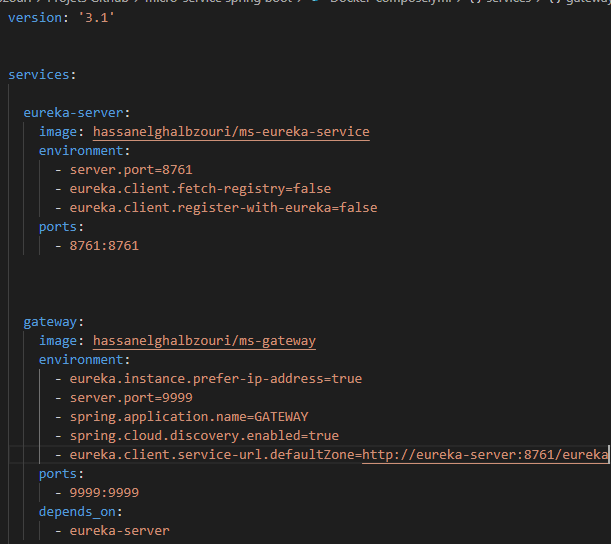 Projets Github
micro-service spring boot
Docker-compose.yml
services
gateway
version: '3.1'
services:
eureka-server:
image: hassanelghalbzouri/ms-eureka-service
environment:
- server.port=8761
- eureka.client.fetch-registry=false
- eureka.client.register-with-eureka=false
ports:
- 8761:8761
gateway:
image: hassanelghalbzouri/ms-gateway
environment:
- eureka.instance.prefer-ip-address=true
- server.port=9999
- spring.application.name=GATEWAY
- spring.cloud.discovery.enabled=true
- eureka.client.service-url.defaultZone=http://eureka-server:8761/eureka
ports:
- 9999:9999
depends_on:
- eureka-server